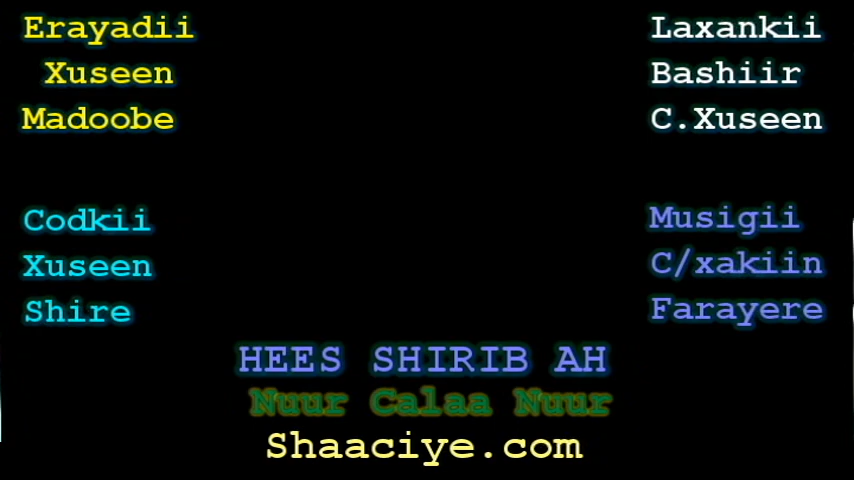 Erayadii
Xuseen
Madoobe
Laxankii
Bashiir
C.Xuseen
Codkii
Xuseen
Shire
Musigii
C/xakiin
Farayere
HEES SHIRIB AH
Nuur Calaa Nuur
Shaaciye.com